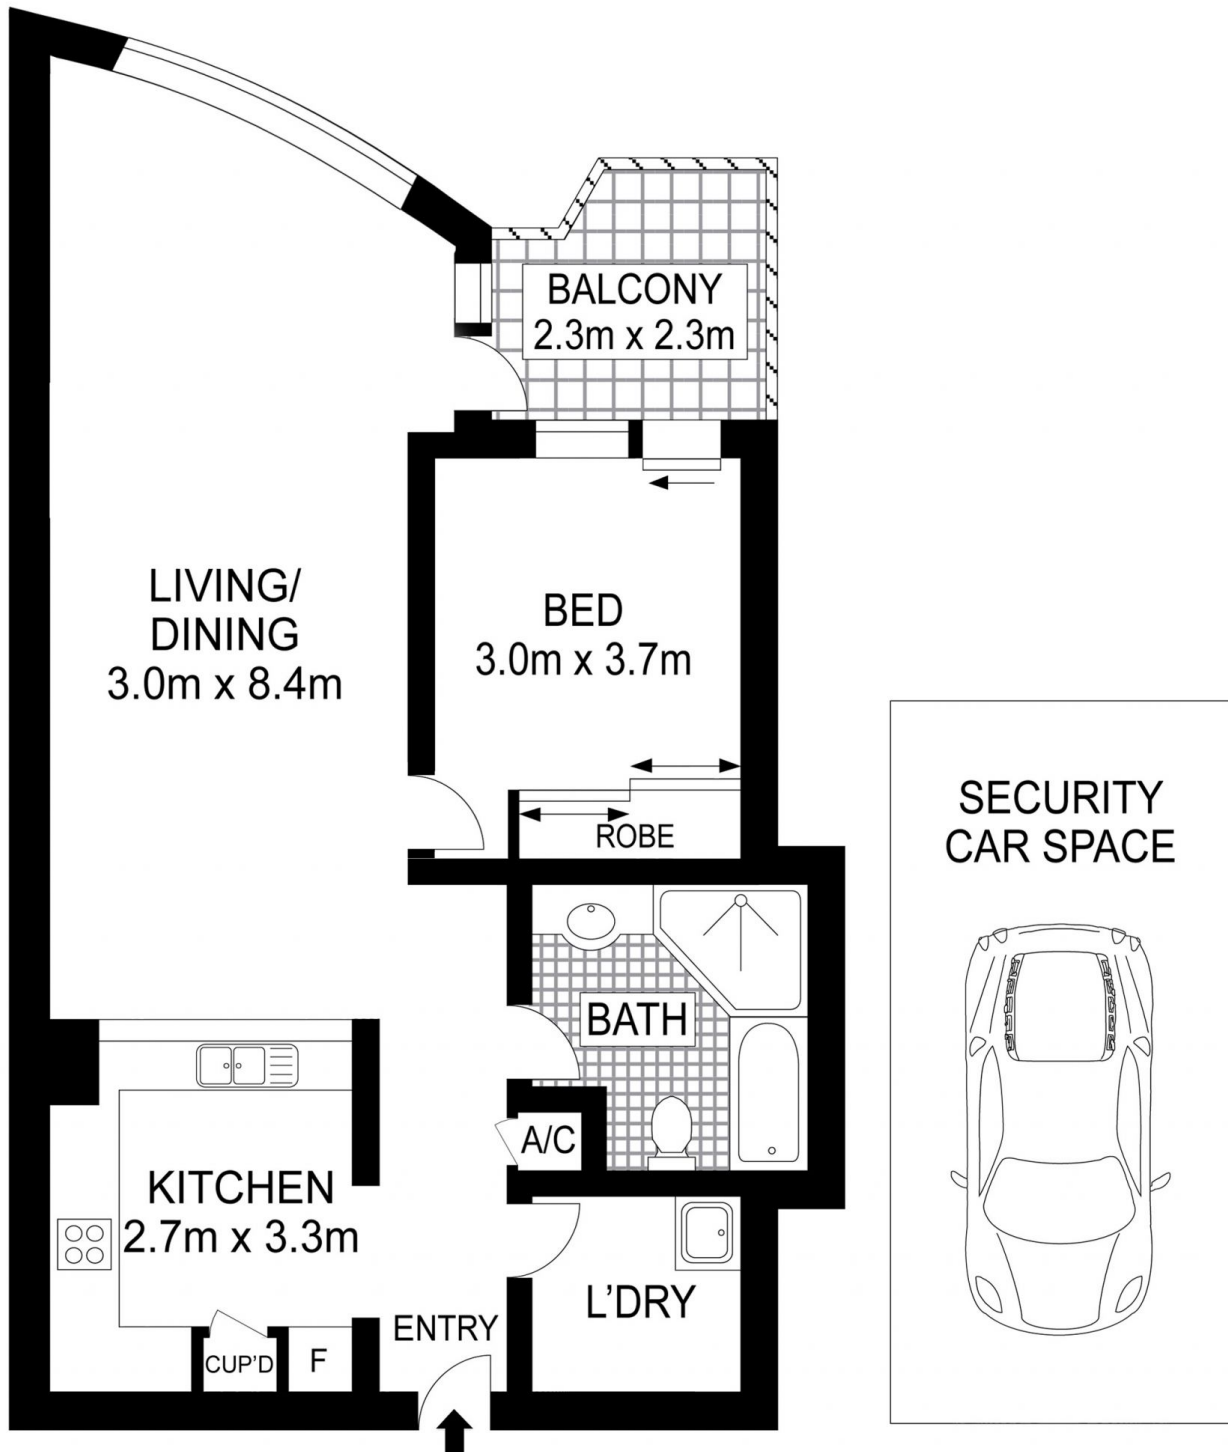 BALCONY
2.3m x 2.3m
LIVING/
DINING
3.0m x 8.4m
BED
3.0m x 3.7m
ROBE
SECURITY
CAR SPACE
BATH
A/C
KITCHEN
2.7m x 3.3m
L'DRY
ENTRY
CUP'D
F